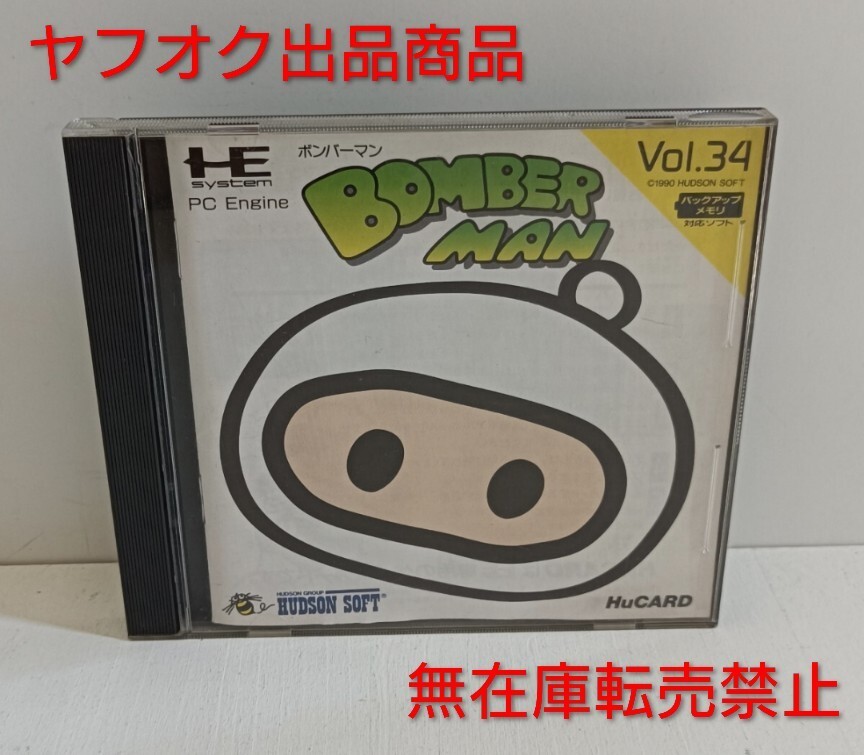 ヤフオク出品商品
HE
system
PC Engine
ボンバーマン
BOMBER
MAN
Vol.34
©1990 HUDSON SOFT
バックアップ
メモリ
対応ソフト
HUDSON GROUP
HUDSON SOFT®
HuCARD
無在庫転売禁止